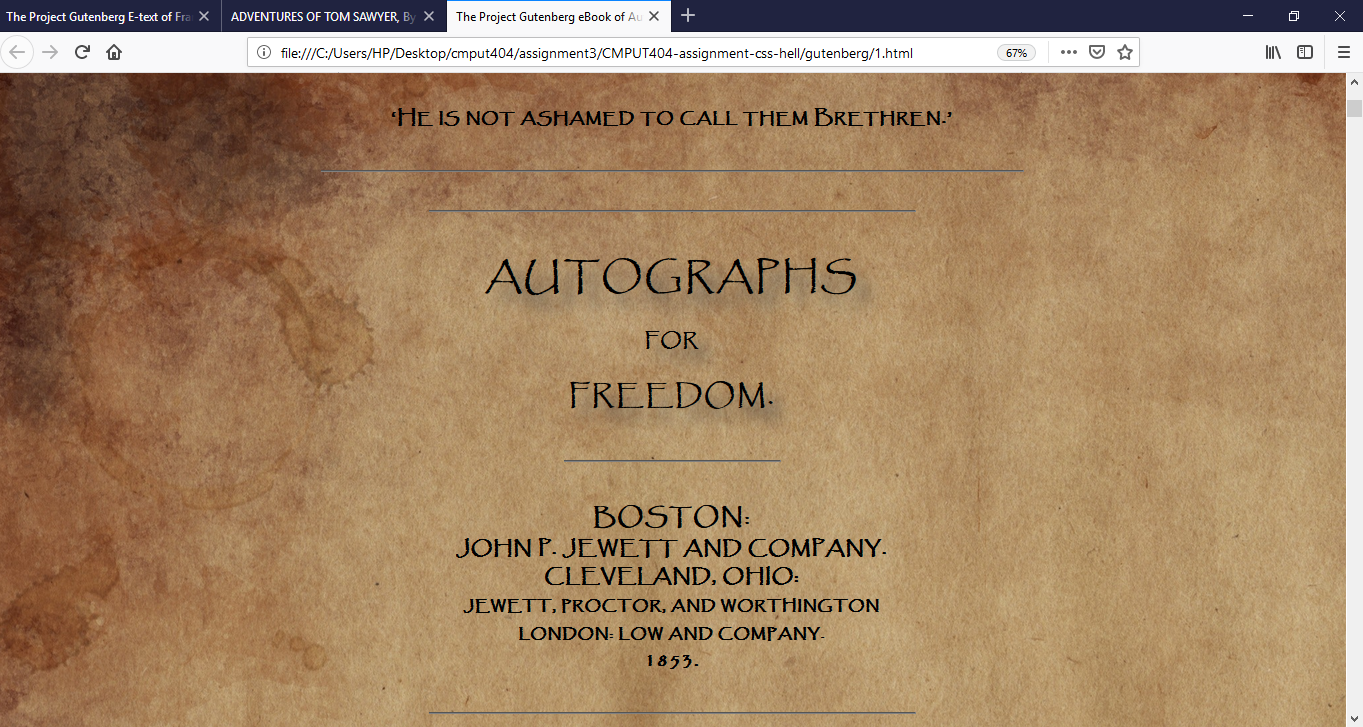 The Project Gutenberg E-text of Fra
ADVENTURES OF TOM SAWYER, By
The Project Gutenberg eBook of Au
file:///C:/Users/HP/Desktop/cmput404/assignment3/CMPUT404-assignment-css-hell/gutenberg/1.html
67%
‘He is not ashamed to call them Brethren.’
AUTOGRAPHS
FOR
FREEDOM.
BOSTON:
JOHN P. JEWETT AND COMPANY.
CLEVELAND, OHIO:
JEWETT, PROCTOR, AND WORTHINGTON
LONDON: LOW AND COMPANY.
1853.